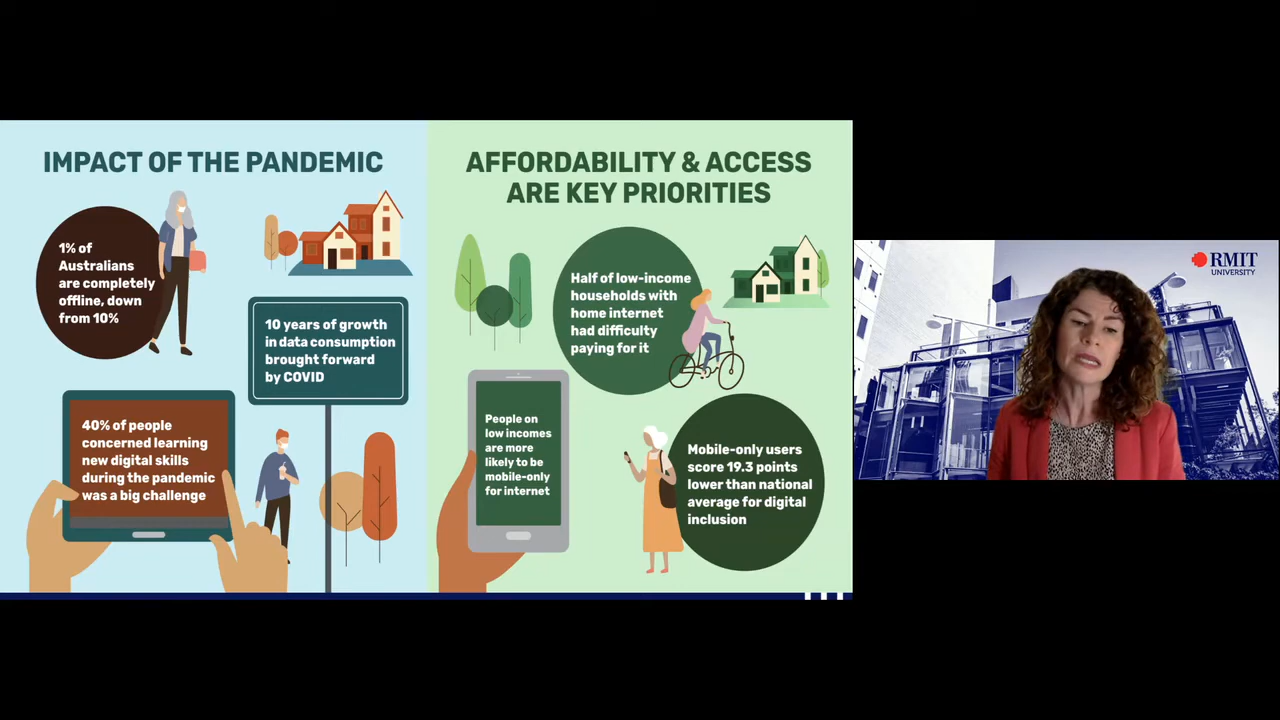 IMPACT OF THE PANDEMIC
1% of
Australians
are completely
offline, down
from 10%
10 years of growth
in data consumption
brought forward
by COVID
40% of people
concerned learning
new digital skills
during the pandemic
was a big challenge
AFFORDABILITY & ACCESS
ARE KEY PRIORITIES
Half of low-income
households with
home internet
had difficulty
paying for it
People on
low incomes
are more
likely to be
mobile-only
for internet
Mobile-only users
score 19.3 points
lower than national
average for digital
inclusion
RMIT
UNIVERSITY